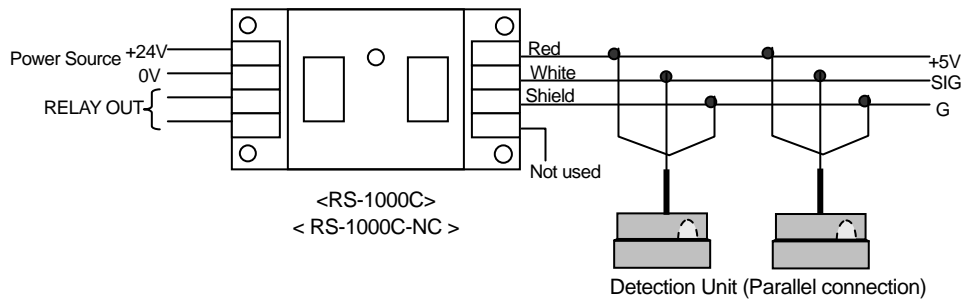 Power Source +24V
0V
RELAY OUT
Red
White
Shield
Not used
+5V
SIG
G
<RS-1000C>
< RS-1000C-NC >
Detection Unit (Parallel connection)